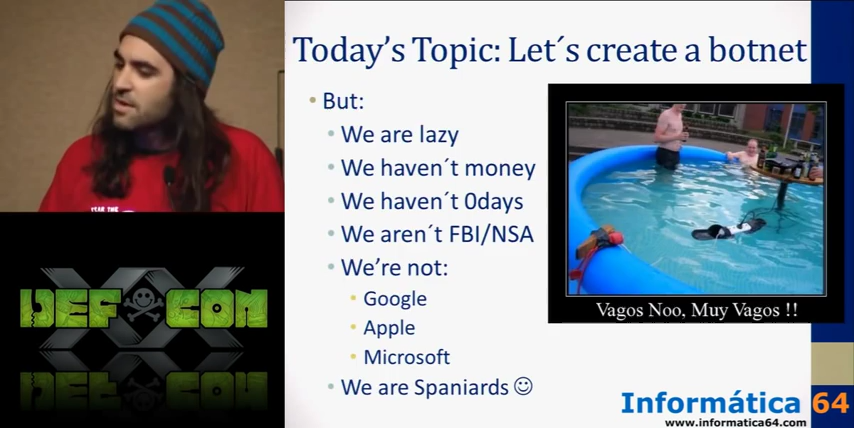 Today's Topic: Let´s create a botnet
But:
We are lazy
We haven´t money
We haven´t 0days
We aren´t FBI/NSA
We're not:
Google
Apple
Microsoft
We are Spaniards ☺
Vagos Noo, Muy Vagos !!
Informática 64
www.informatica64.com
DEF CON
XX